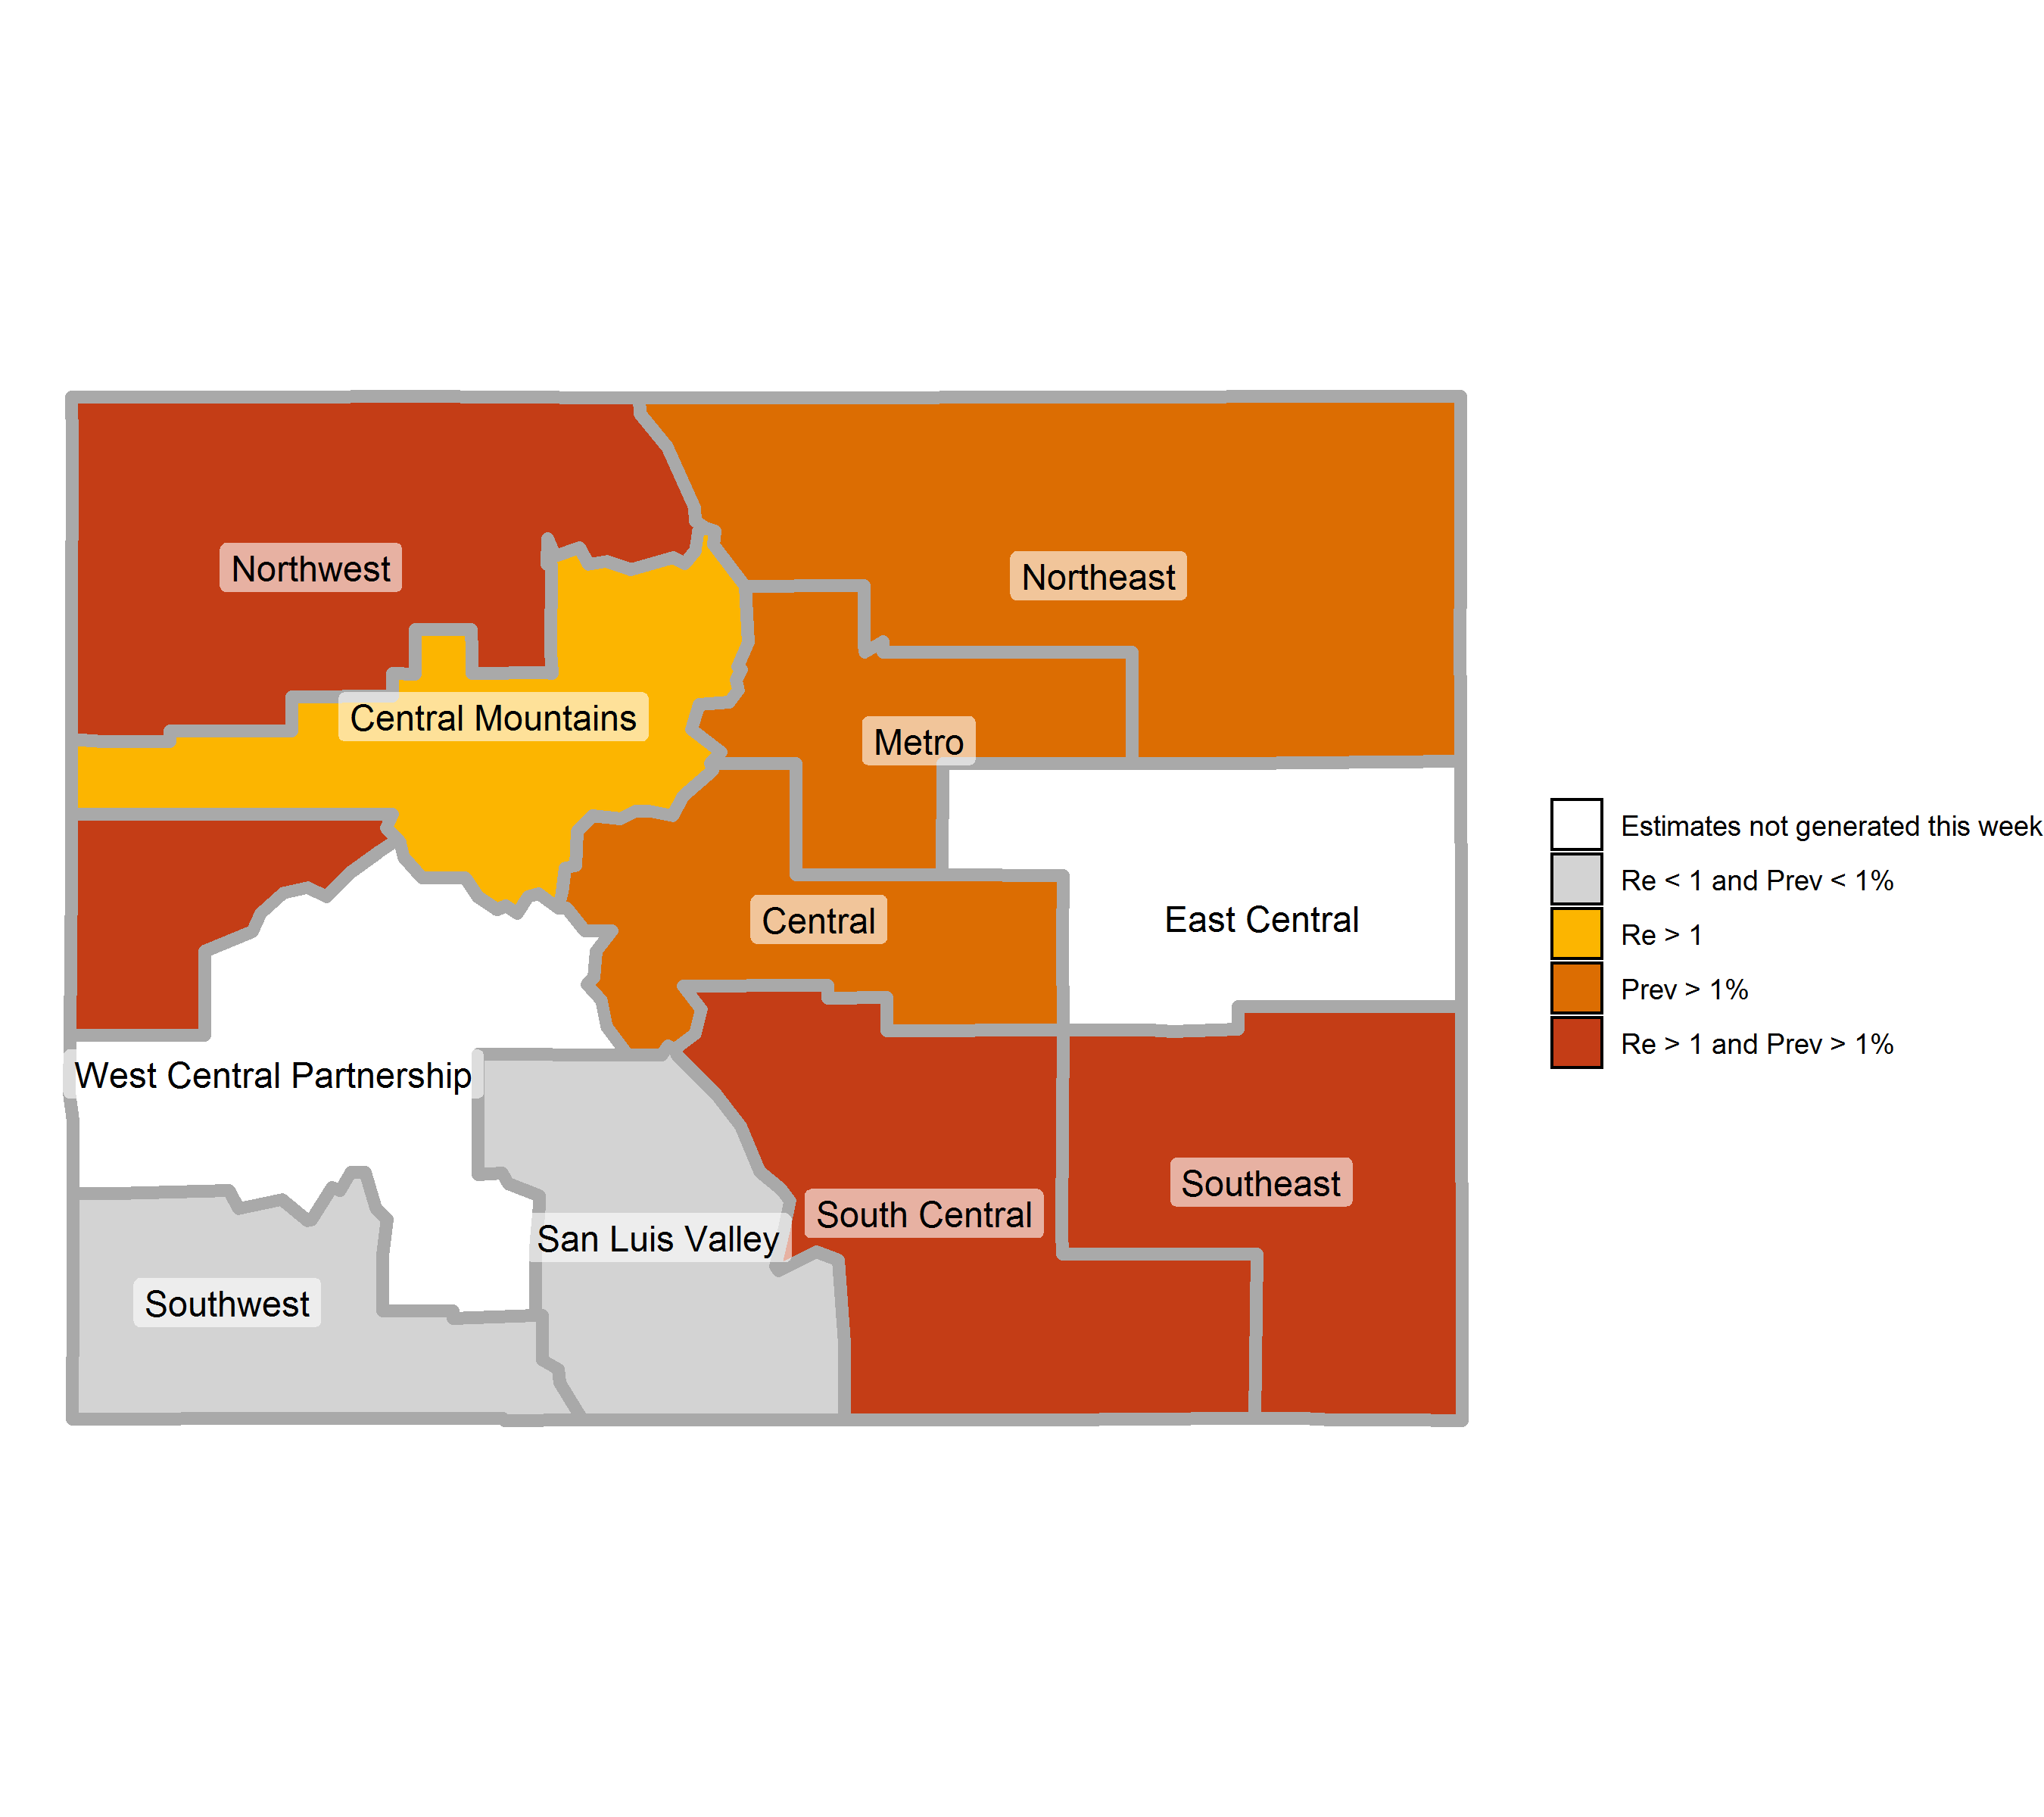 Northwest
Northeast
Central Mountains
Metro
Central
East Central
West Central Partnership
Southeast
South Central
San Luis Valley
Southwest
Estimates not generated this week
Re < 1 and Prev < 1%
Re > 1
Prev > 1%
Re > 1 and Prev > 1%